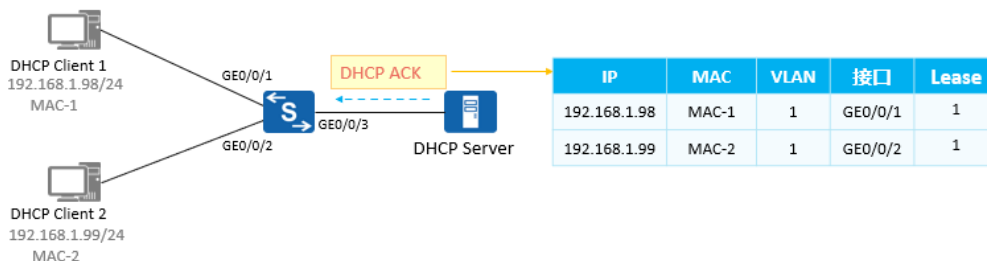 DHCP Client 1
192.168.1.98/24
MAC-1
GE0/0/1
DHCP ACK
S
GE0/0/3
GE0/0/2
DHCP Server
DHCP Client 2
192.168.1.99/24
MAC-2
IP MAC VLAN 接口 Lease
192.168.1.98 MAC-1 1 GE0/0/1 1
192.168.1.99 MAC-2 1 GE0/0/2 1